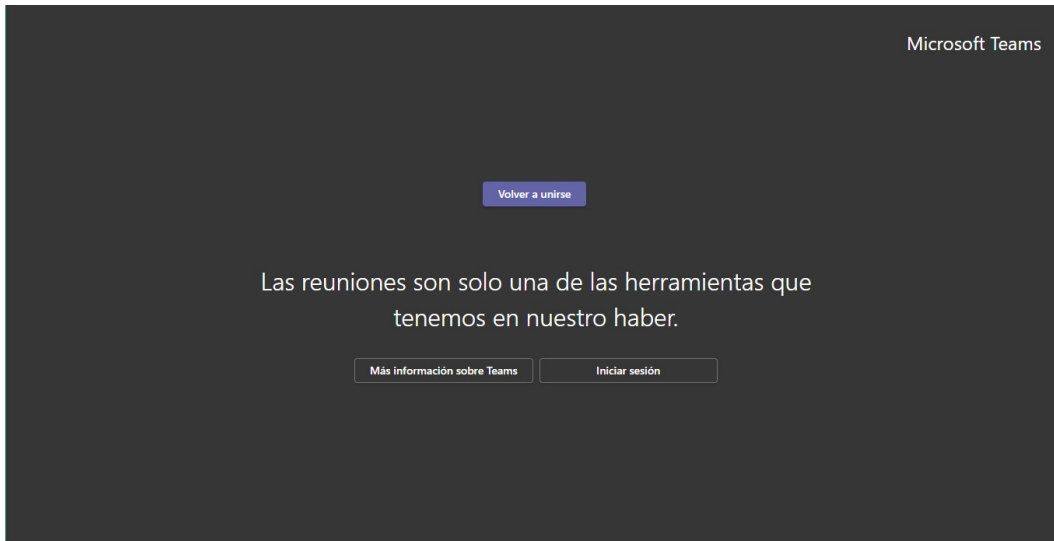 Microsoft Teams
Volver a unirse
Las reuniones son solo una de las herramientas que
tenemos en nuestro haber.
Más información sobre Teams
Iniciar sesión